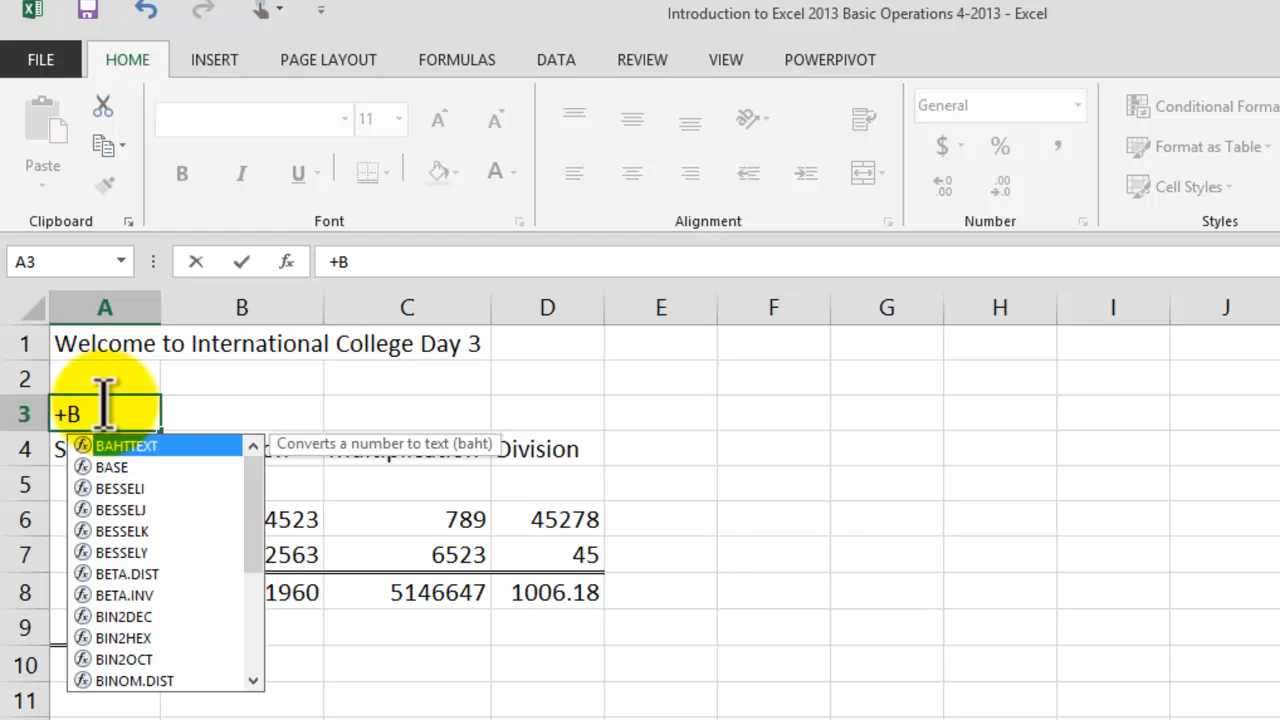 Introduction to Excel 2013 Basic Operations 4-2013 - Excel
FILE HOME INSERT PAGE LAYOUT FORMULAS DATA REVIEW VIEW POWERPIVOT
Paste
11
B I U
A
General
$ % ,
Conditional Forma
Format as Table
Cell Styles
Clipboard Font Alignment Number Styles
A3 fx +B
A B C D E F G H I J
1 Welcome to International College Day 3
2
3 +B
BAHTTEXT Converts a number to text (baht)
4 S Division
BASE
5
BESSELI
BESSELJ
6 4523 789 45278
BESSELK
7 2563 6523 45
BESSELY
BETA.DIST
8 1960 5146647 1006.18
BETA.INV
BIN2DEC
9
BIN2HEX
BIN2OCT
10
BINOM.DIST
11